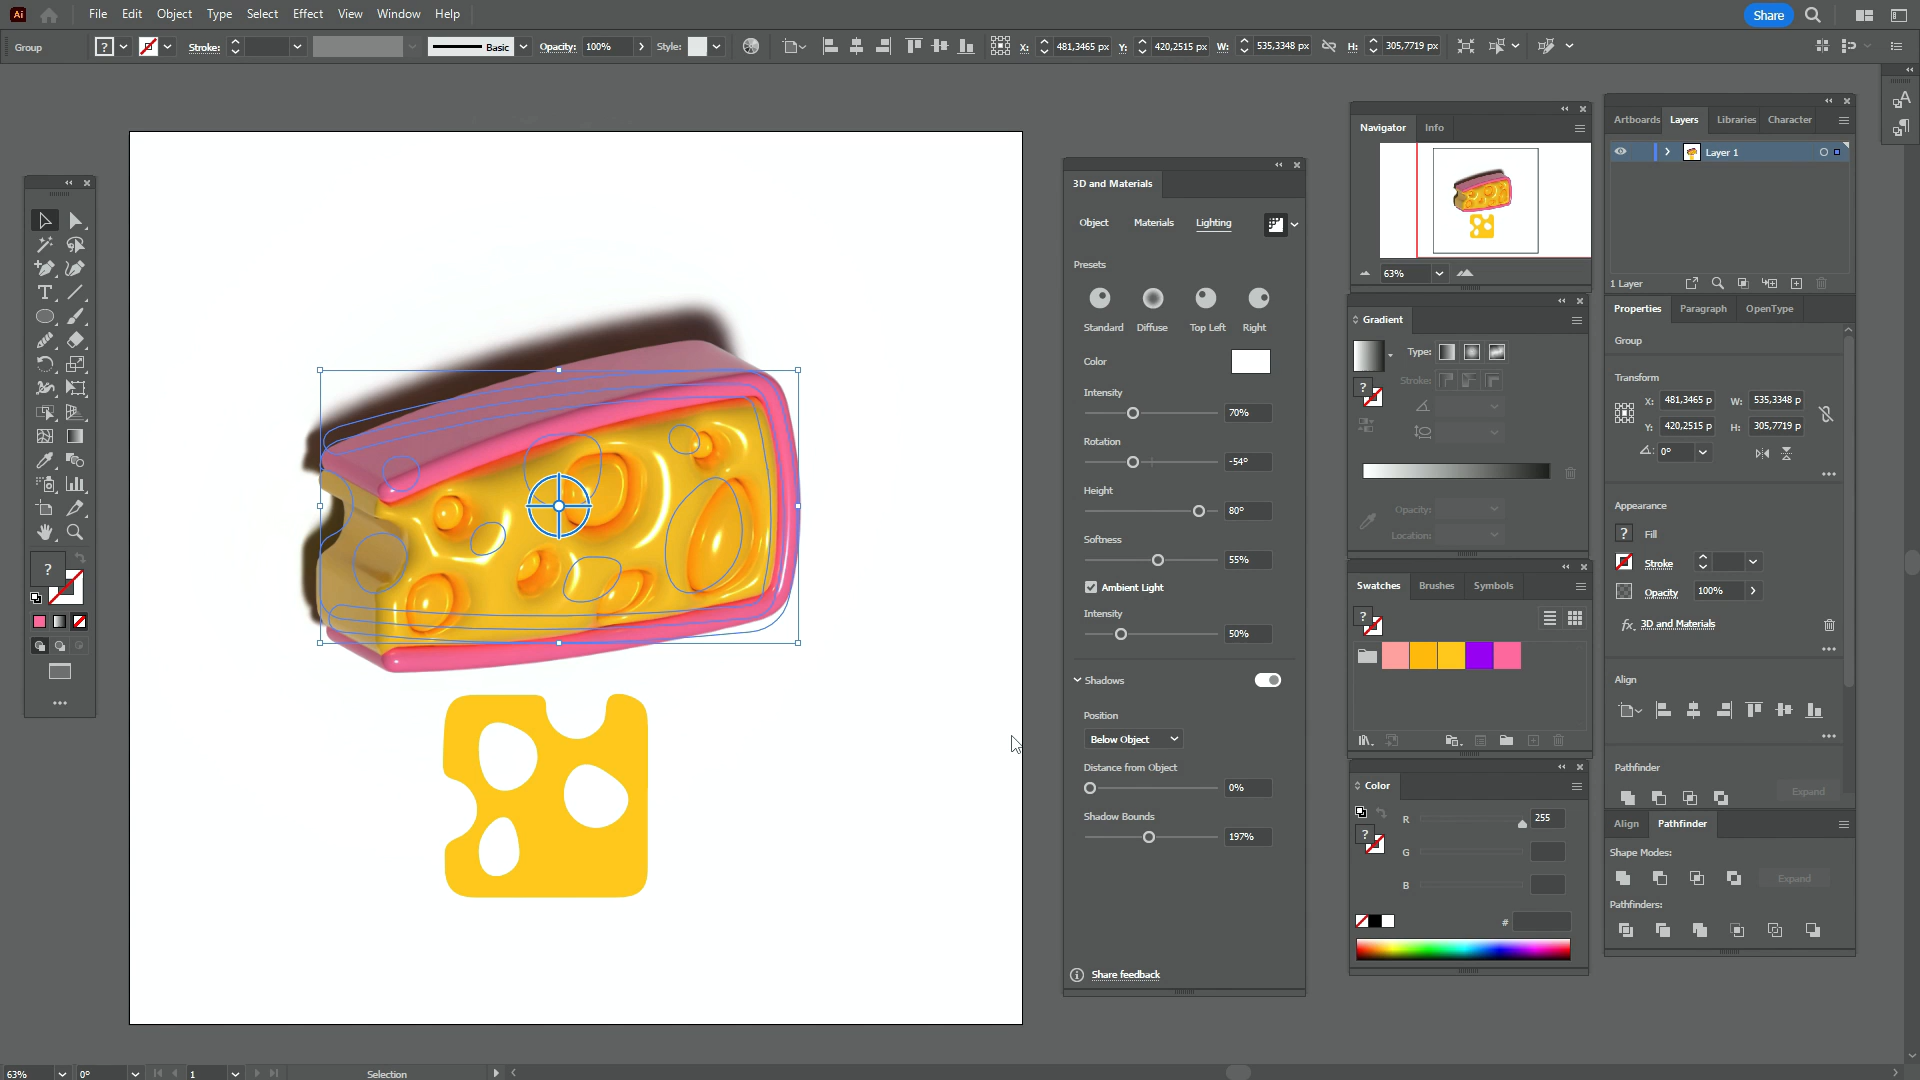 Ai File Edit Object Type Select Effect View Window Help Share
Group ? Stroke: Basic Opacity: 100% Style: X: 481,3465 px Y: 420,2515 px W: 535,3348 px H: 305,7719 px
3D and Materials
Object Materials Lighting
Presets
Standard Diffuse Top Left Right
Color
Intensity
70%
Rotation
-54°
Height
80°
Softness
55%
Ambient Light
Intensity
50%
Shadows
Position
Below Object
Distance from Object
0%
Shadow Bounds
197%
Share feedback
Navigator Info
63%
Gradient
Type:
Stroke:
?
Opacity:
Location:
Swatches Brushes Symbols
?
Color
R 255
?
G
B
#
Artboards Layers Libraries Character
Layer 1
1 Layer
Properties Paragraph OpenType
Group
Transform
X: 481,3465 p W: 535,3348 p
Y: 420,2515 p H: 305,7719 p
0°
Appearance
? Fill
Stroke
Opacity 100%
fx. 3D and Materials
Align
Pathfinder
Expand
Align Pathfinder
Shape Modes:
Expand
Pathfinders:
?
63% 0° 1 Selection